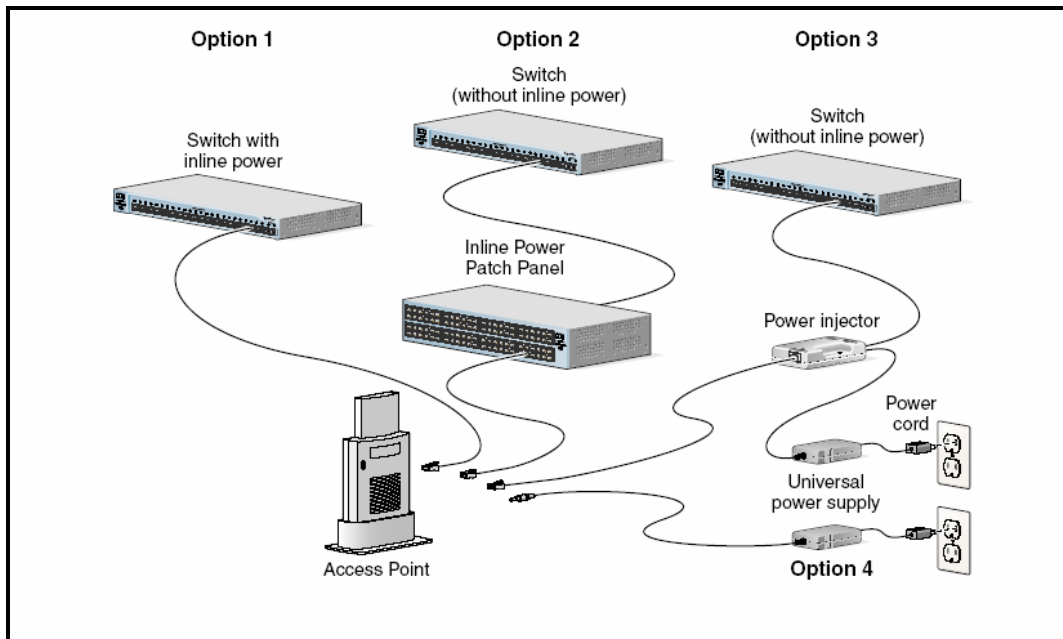 Option 1
Option 2
Option 3
Switch
(without inline power)
Switch with
inline power
Switch
(without inline power)
Inline Power
Patch Panel
Power injector
Power
cord
Universal
power supply
Access Point
Option 4